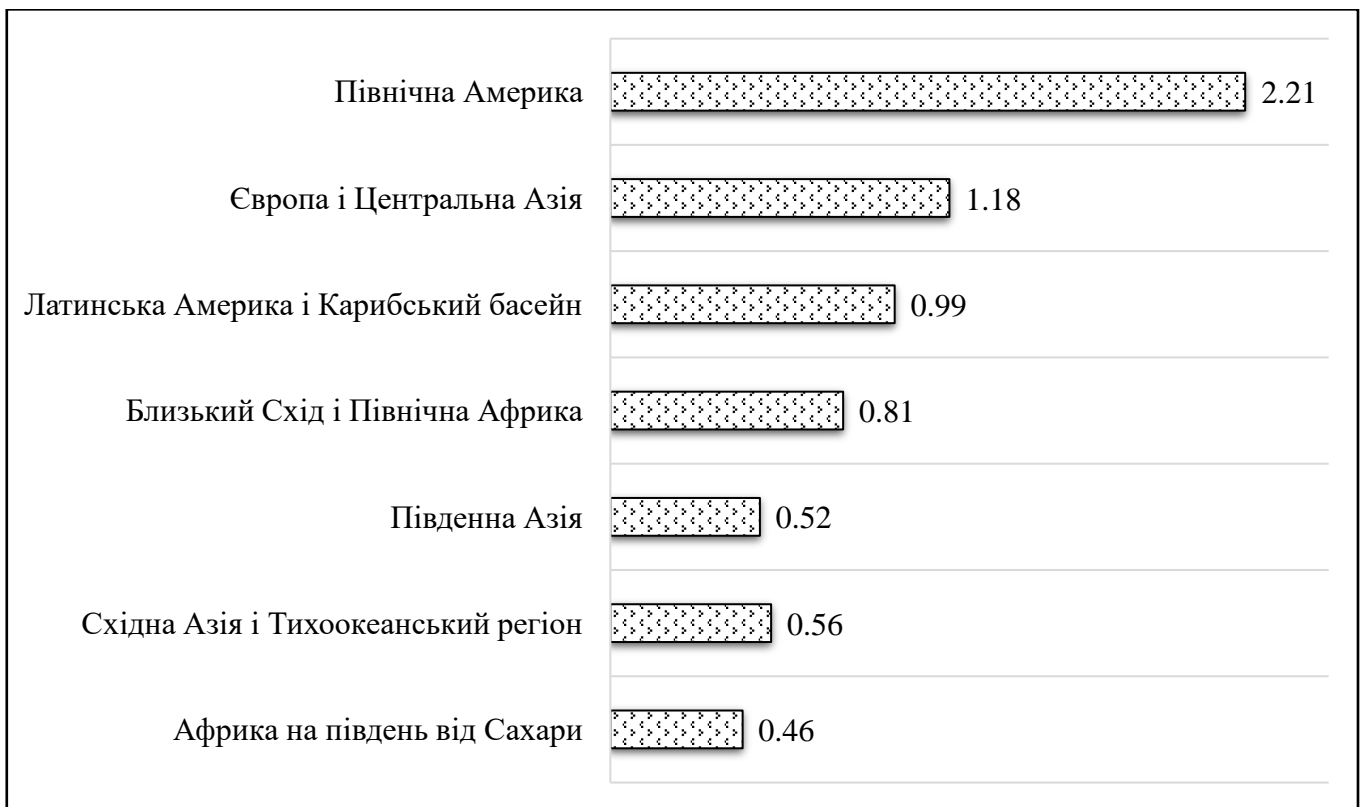 Північна Америка 2.21
Європа і Центральна Азія 1.18
Латинська Америка і Карибський басейн 0.99
Близький Схід і Північна Африка 0.81
Південна Азія 0.52
Східна Азія і Тихоокеанський регіон 0.56
Африка на південь від Сахари 0.46